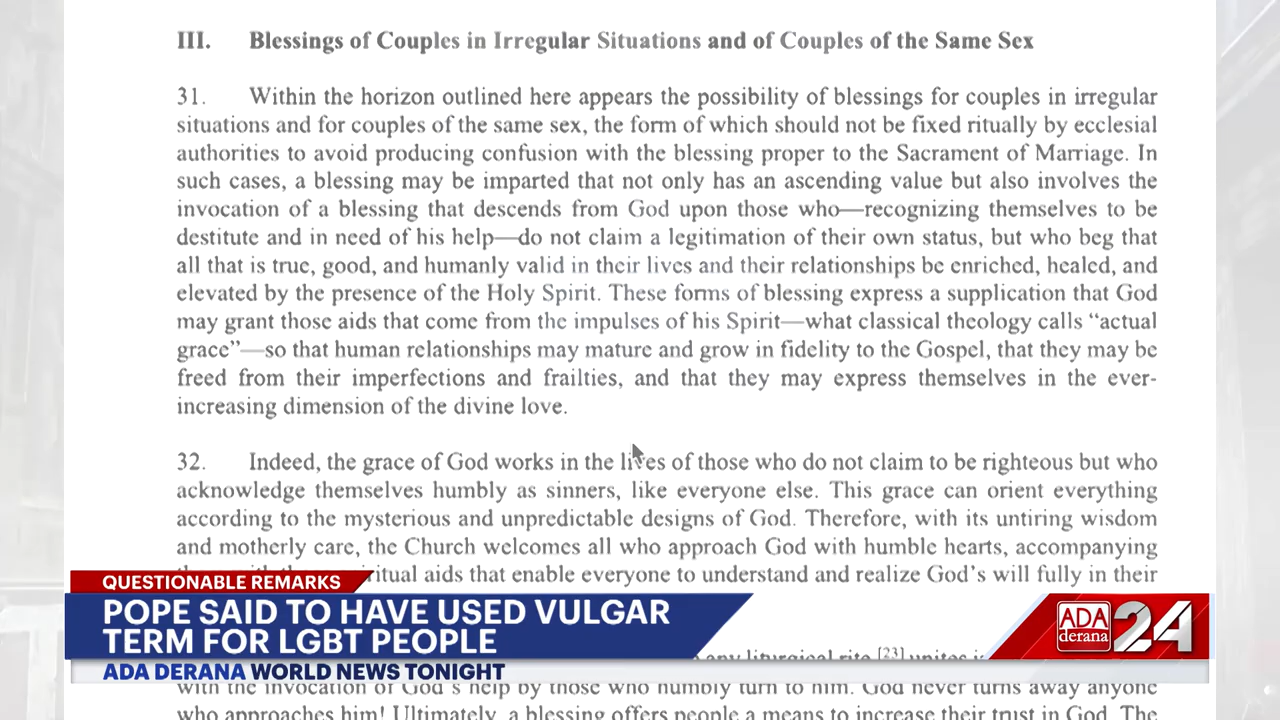 III. Blessings of Couples in Irregular Situations and of Couples of the Same Sex
31. Within the horizon outlined here appears the possibility of blessings for couples in irregular
situations and for couples of the same sex, the form of which should not be fixed ritually by ecclesial
authorities to avoid producing confusion with the blessing proper to the Sacrament of Marriage. In
such cases, a blessing may be imparted that not only has an ascending value but also involves the
invocation of a blessing that descends from God upon those who—recognizing themselves to be
destitute and in need of his help—do not claim a legitimation of their own status, but who beg that
all that is true, good, and humanly valid in their lives and their relationships be enriched, healed, and
elevated by the presence of the Holy Spirit. These forms of blessing express a supplication that God
may grant those aids that come from the impulses of his Spirit—what classical theology calls “actual
grace”—so that human relationships may mature and grow in fidelity to the Gospel, that they may be
freed from their imperfections and frailties, and that they may express themselves in the ever-
increasing dimension of the divine love.
32. Indeed, the grace of God works in the lives of those who do not claim to be righteous but who
acknowledge themselves humbly as sinners, like everyone else. This grace can orient everything
according to the mysterious and unpredictable designs of God. Therefore, with its untiring wisdom
and motherly care, the Church welcomes all who approach God with humble hearts, accompanying
aids that enable everyone to understand and realize God’s will fully in their
QUESTIONABLE REMARKS
POPE SAID TO HAVE USED VULGAR
TERM FOR LGBT PEOPLE
ADA DERANA WORLD NEWS TONIGHT
ADA
derana
24
any liturgical rite [23] unites
with the invocation of God’s help by those who humbly turn to him. God never turns away anyone
who approaches him! Ultimately, a blessing offers people a means to increase their trust in God. The